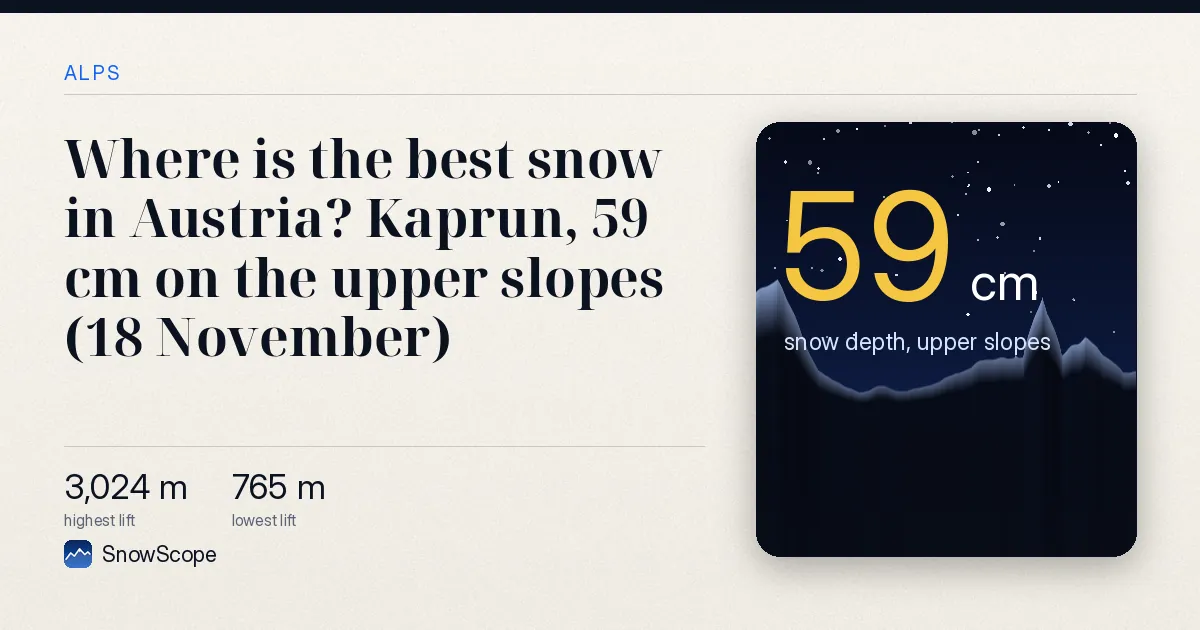 ALPS
Where is the best snow
in Austria? Kaprun, 59
cm on the upper slopes
(18 November)
59 cm
snow depth, upper slopes
3,024 m
highest lift
765 m
lowest lift
SnowScope